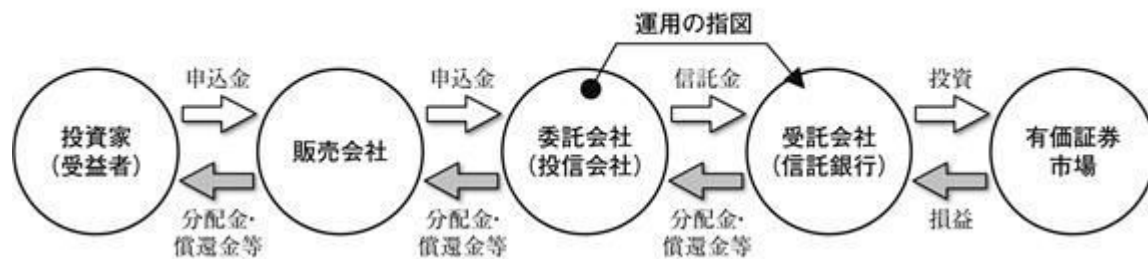 運用の指図
申込金
申込金
信託金
投資
投資家
(受益者)
販売会社
委託会社
(投信会社)
受託会社
(信託銀行)
有価証券
市場
分配金・
償還金等
分配金・
償還金等
分配金・
償還金等
損益